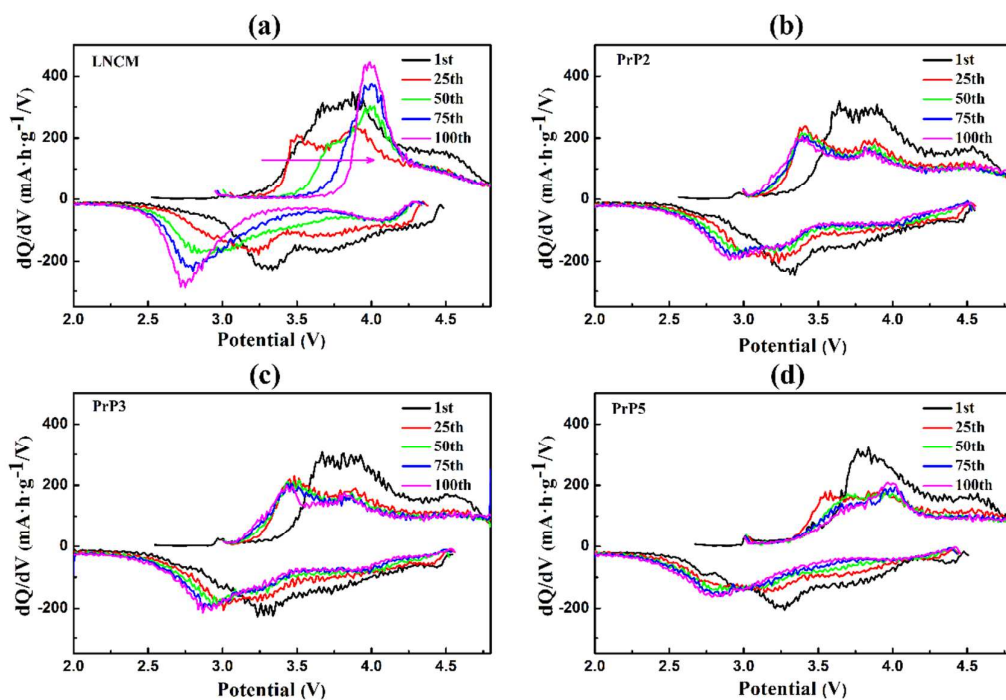 (a)
LNCM
1st
25th
50th
75th
100th
400
200
0
-200
dQ/dV (mA·h·g⁻¹/V)
2.0 2.5 3.0 3.5 4.0 4.5
Potential (V)
(b)
PrP2
1st
25th
50th
75th
100th
400
200
0
-200
dQ/dV (mA·h·g⁻¹/V)
2.0 2.5 3.0 3.5 4.0 4.5
Potential (V)
(c)
PrP3
1st
25th
50th
75th
100th
400
200
0
-200
dQ/dV (mA·h·g⁻¹/V)
2.0 2.5 3.0 3.5 4.0 4.5
Potential (V)
(d)
PrP5
1st
25th
50th
75th
100th
400
200
0
-200
dQ/dV (mA·h·g⁻¹/V)
2.0 2.5 3.0 3.5 4.0 4.5
Potential (V)